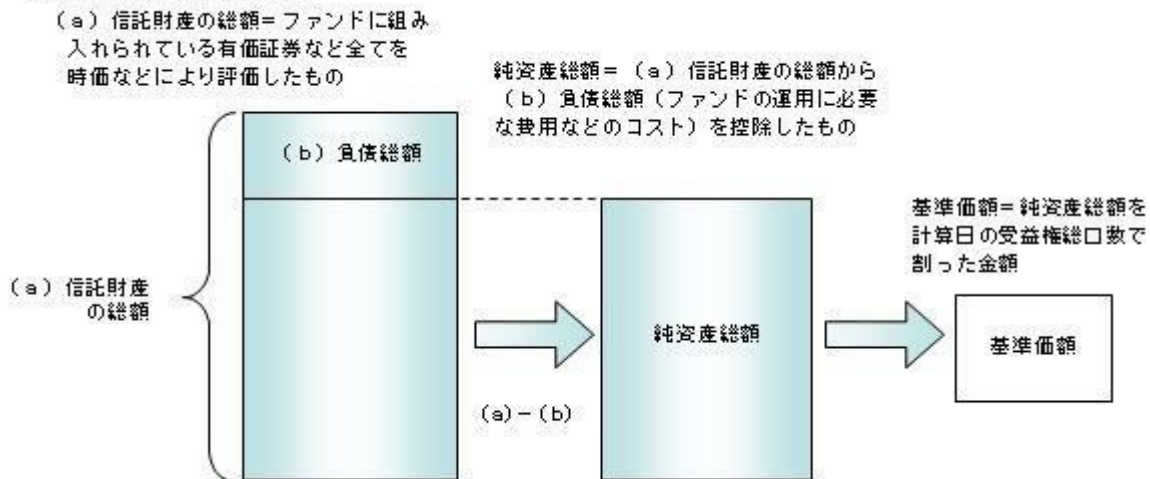 （a）信託財産の総額＝ファンドに組み
入れられている有価証券など全てを
時価などにより評価したもの
純資産総額＝（a）信託財産の総額から
（b）負債総額（ファンドの運用に必要
な費用などのコスト）を控除したもの
（b）負債総額
基準価額＝純資産総額を
計算日の受益権総口数で
割った金額
（a）信託財産
の総額
純資産総額
基準価額
（a）－（b）